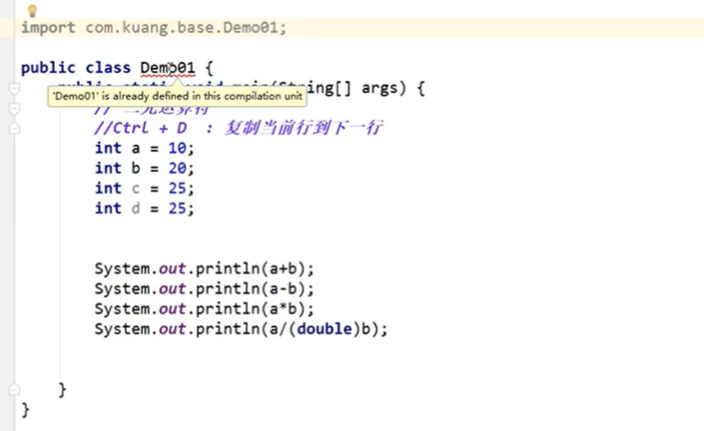 import com.kuang.base.Demo01;
public class Demo01 {
ing[] args) {
'Demo01' is already defined in this compilation unit
//Ctrl + D : 复制当前行到下一行
int a = 10;
int b = 20;
int c = 25;
int d = 25;
System.out.println(a+b);
System.out.println(a-b);
System.out.println(a*b);
System.out.println(a/(double)b);
}
}